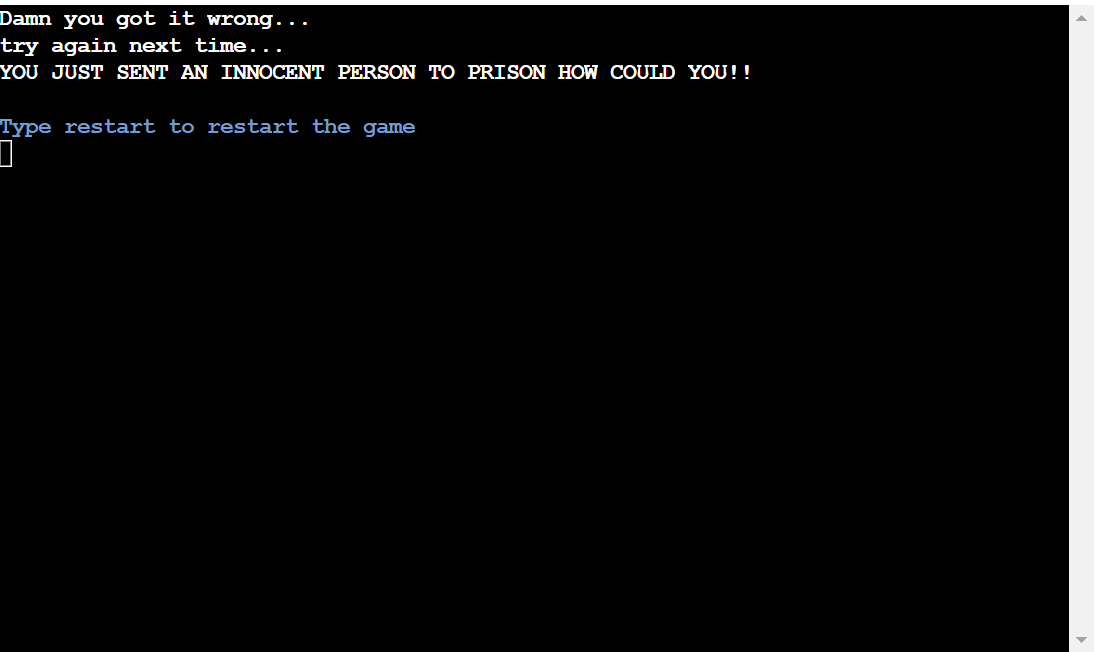 Damn you got it wrong...
try again next time...
YOU JUST SENT AN INNOCENT PERSON TO PRISON HOW COULD YOU!!
Type restart to restart the game